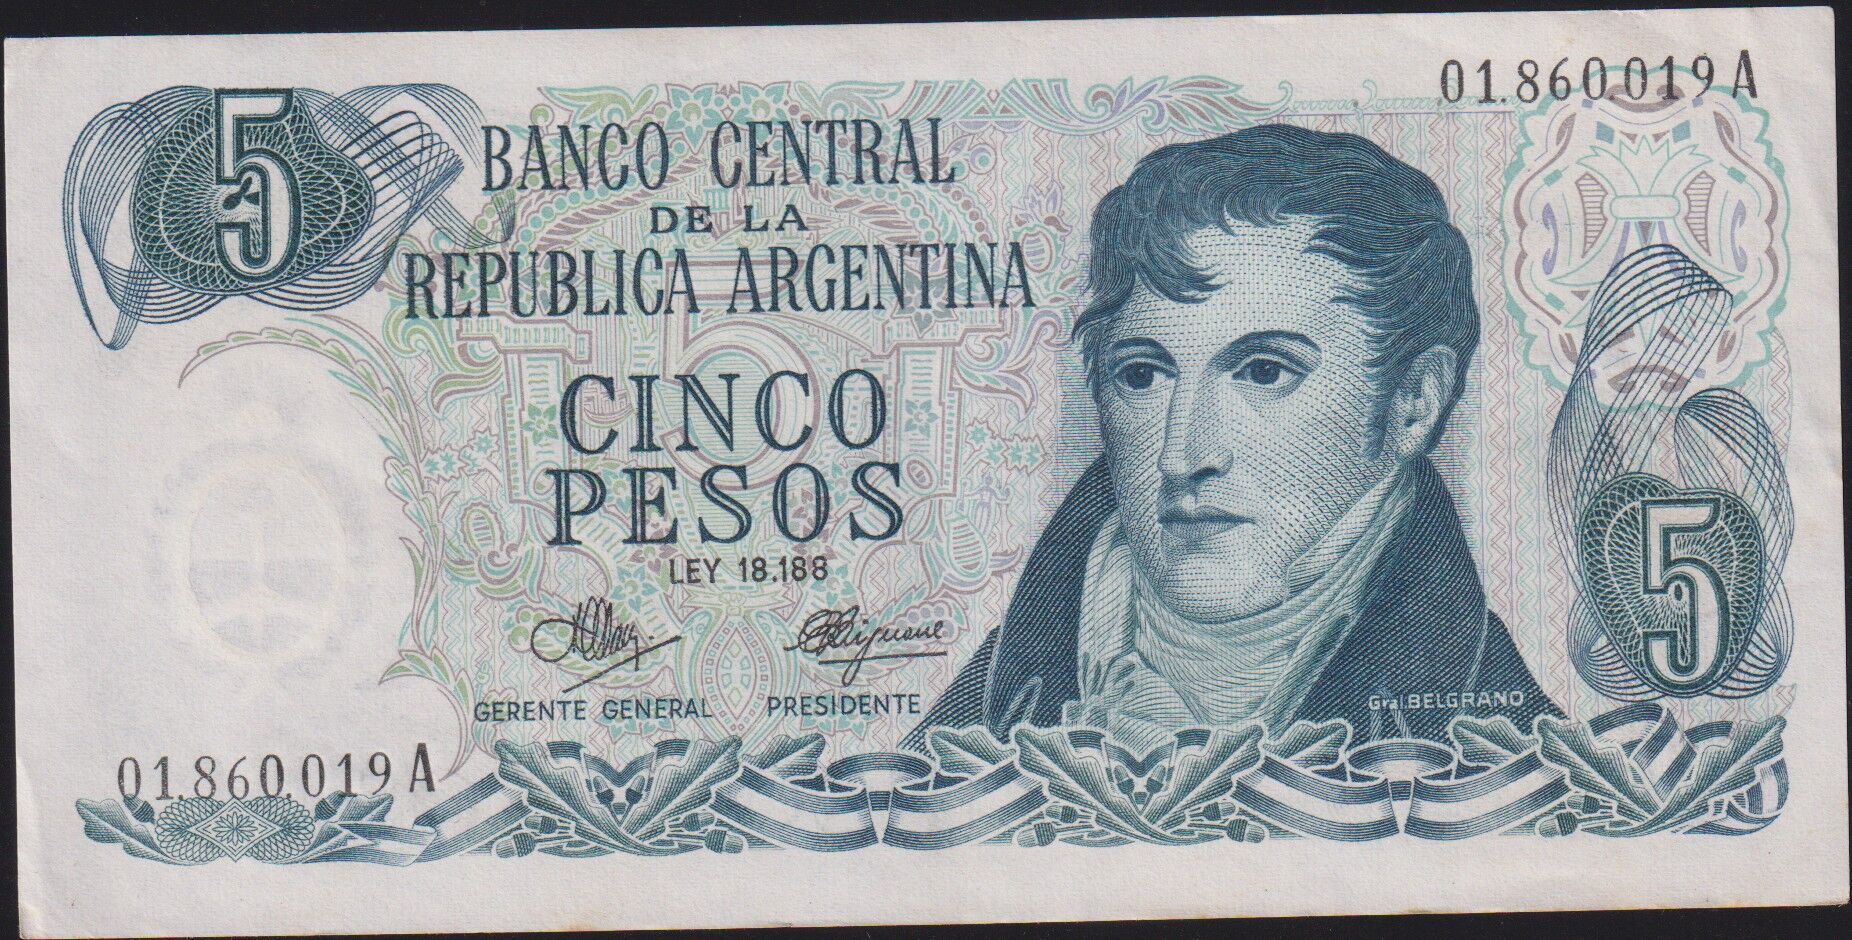 01.860.019 A
5
BANCO CENTRAL
DE LA
REPUBLICA ARGENTINA
5
CINCO
PESOS
LEY 18.188
GERENTE GENERAL PRESIDENTE
Gral.BELGRANO
5
01.860.019 A